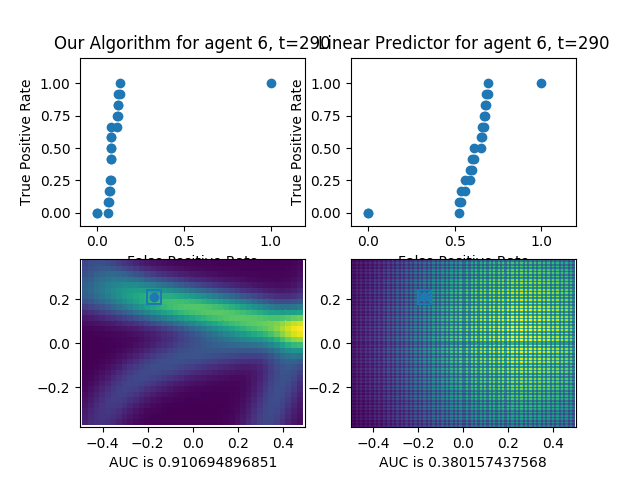 Our Algorithm for agent 6, t=290
Linear Predictor for agent 6, t=290
True Positive Rate
1.00
0.75
0.50
0.25
0.00
0.0 0.5 1.0
False Positive Rate
True Positive Rate
1.00
0.75
0.50
0.25
0.00
0.0 0.5 1.0
False Positive Rate
0.2
0.0
−0.2
−0.4 −0.2 0.0 0.2 0.4
AUC is 0.910694896851
0.2
0.0
−0.2
−0.4 −0.2 0.0 0.2 0.4
AUC is 0.380157437568